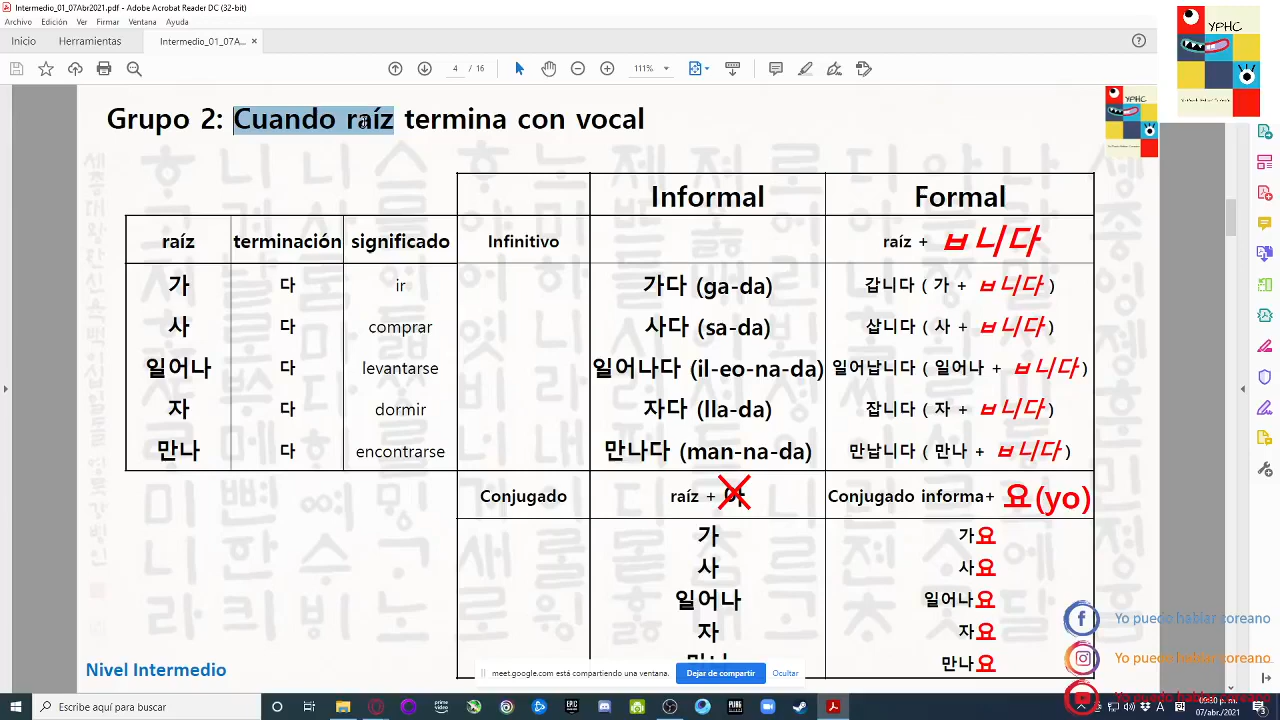 Intermedio_01_07Abr2021.pdf - Adobe Acrobat Reader DC (32-bit)
Archivo Edición Ver Firmar Ventana Ayuda
Inicio Herramientas Intermedio_01_07A... ×
4 / 111%
YPHC
Grupo 2: Cuando raíz termina con vocal
YPHC
Informal Formal
raíz terminación significado Infinitivo raíz + ㅂ니다
가 다 ir 가다 (ga-da) 갑니다 ( 가 + ㅂ니다 )
사 다 comprar 사다 (sa-da) 삽니다 ( 사 + ㅂ니다 )
일어나 다 levantarse 일어나다 (il-eo-na-da) 일어납니다 ( 일어나 + ㅂ니다 )
자 다 dormir 자다 (lla-da) 잡니다 ( 자 + ㅂ니다 )
만나 다 encontrarse 만나다 (man-na-da) 만납니다 ( 만나 + ㅂ니다 )
Conjugado raíz + 아 Conjugado informa+ 요(yo)
가 가요
사 사요
일어나 일어나요
자 자요
만나 만나요
Nivel Intermedio
meet.google.com está compartiendo una ventana. Dejar de compartir Ocultar
Yo puedo hablar coreano
Yo puedo hablar coreano
Yo puedo hablar coreano
Escribe aquí para buscar
07/abr./2021